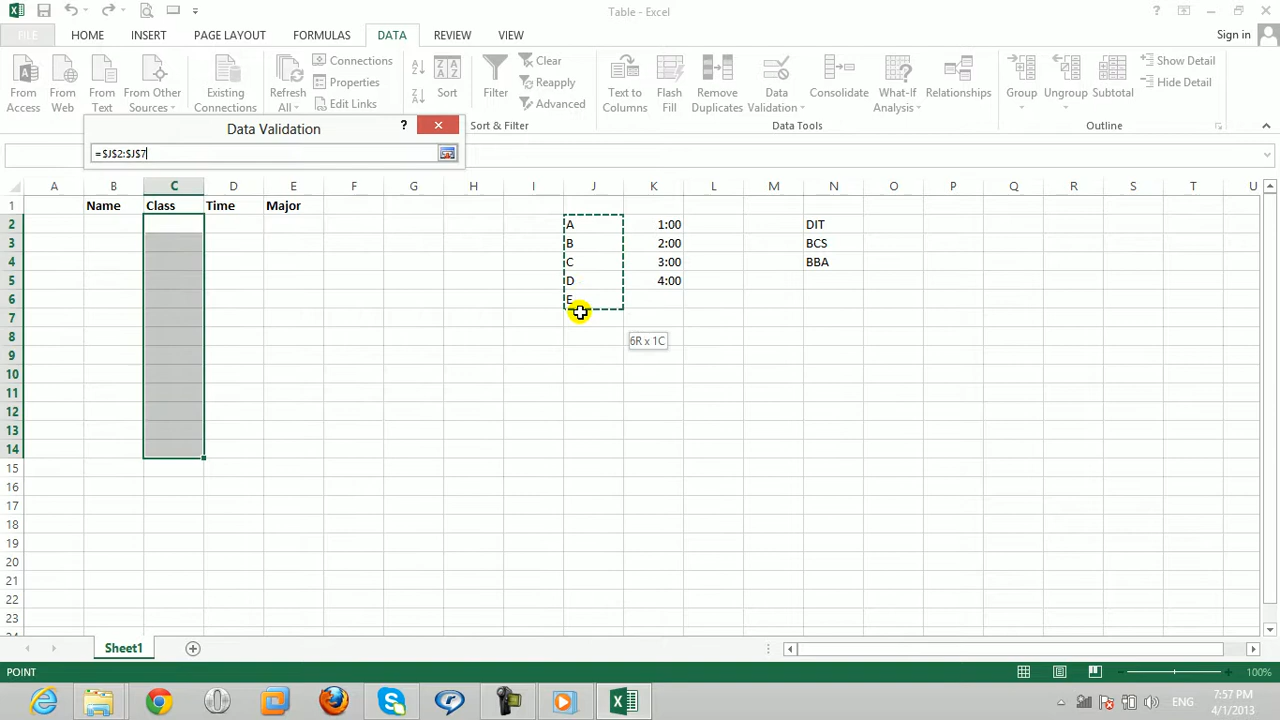 Table - Excel
FILE HOME INSERT PAGE LAYOUT FORMULAS DATA REVIEW VIEW Sign in
From Access
From Web
From Text
From Other Sources
Existing Connections
Refresh All
Connections
Properties
Edit Links
Sort
Filter
Clear
Reapply
Advanced
Text to Columns
Flash Fill
Remove Duplicates
Data Validation
Consolidate
What-If Analysis
Relationships
Group
Ungroup
Subtotal
Show Detail
Hide Detail
Sort & Filter
Data Tools
Outline
Data Validation ?
=$J$2:$J$7
A B C D E F G H I J K L M N O P Q R S T U
1 Name Class Time Major
2 A 1:00 DIT
3 B 2:00 BCS
4 C 3:00 BBA
5 D 4:00
6 E
7
6R x 1C
8
9
10
11
12
13
14
15
16
17
18
19
20
21
22
23
24
Sheet1
POINT 100%
ENG
7:57 PM
4/1/2013